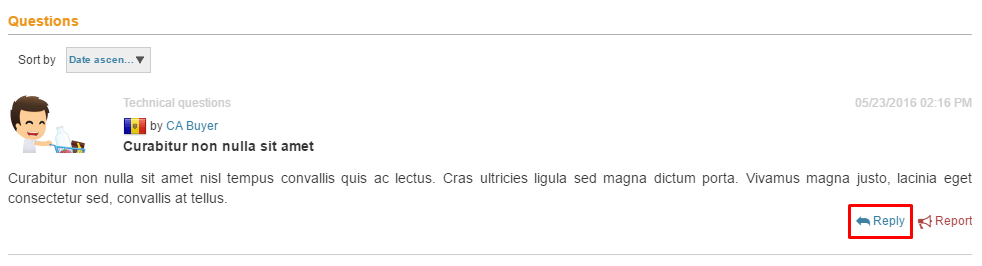 Questions
Sort by Date ascen...
Technical questions 05/23/2016 02:16 PM
by CA Buyer
Curabitur non nulla sit amet
Curabitur non nulla sit amet nisl tempus convallis quis ac lectus. Cras ultricies ligula sed magna dictum porta. Vivamus magna justo, lacinia eget
consectetur sed, convallis at tellus.
Reply Report